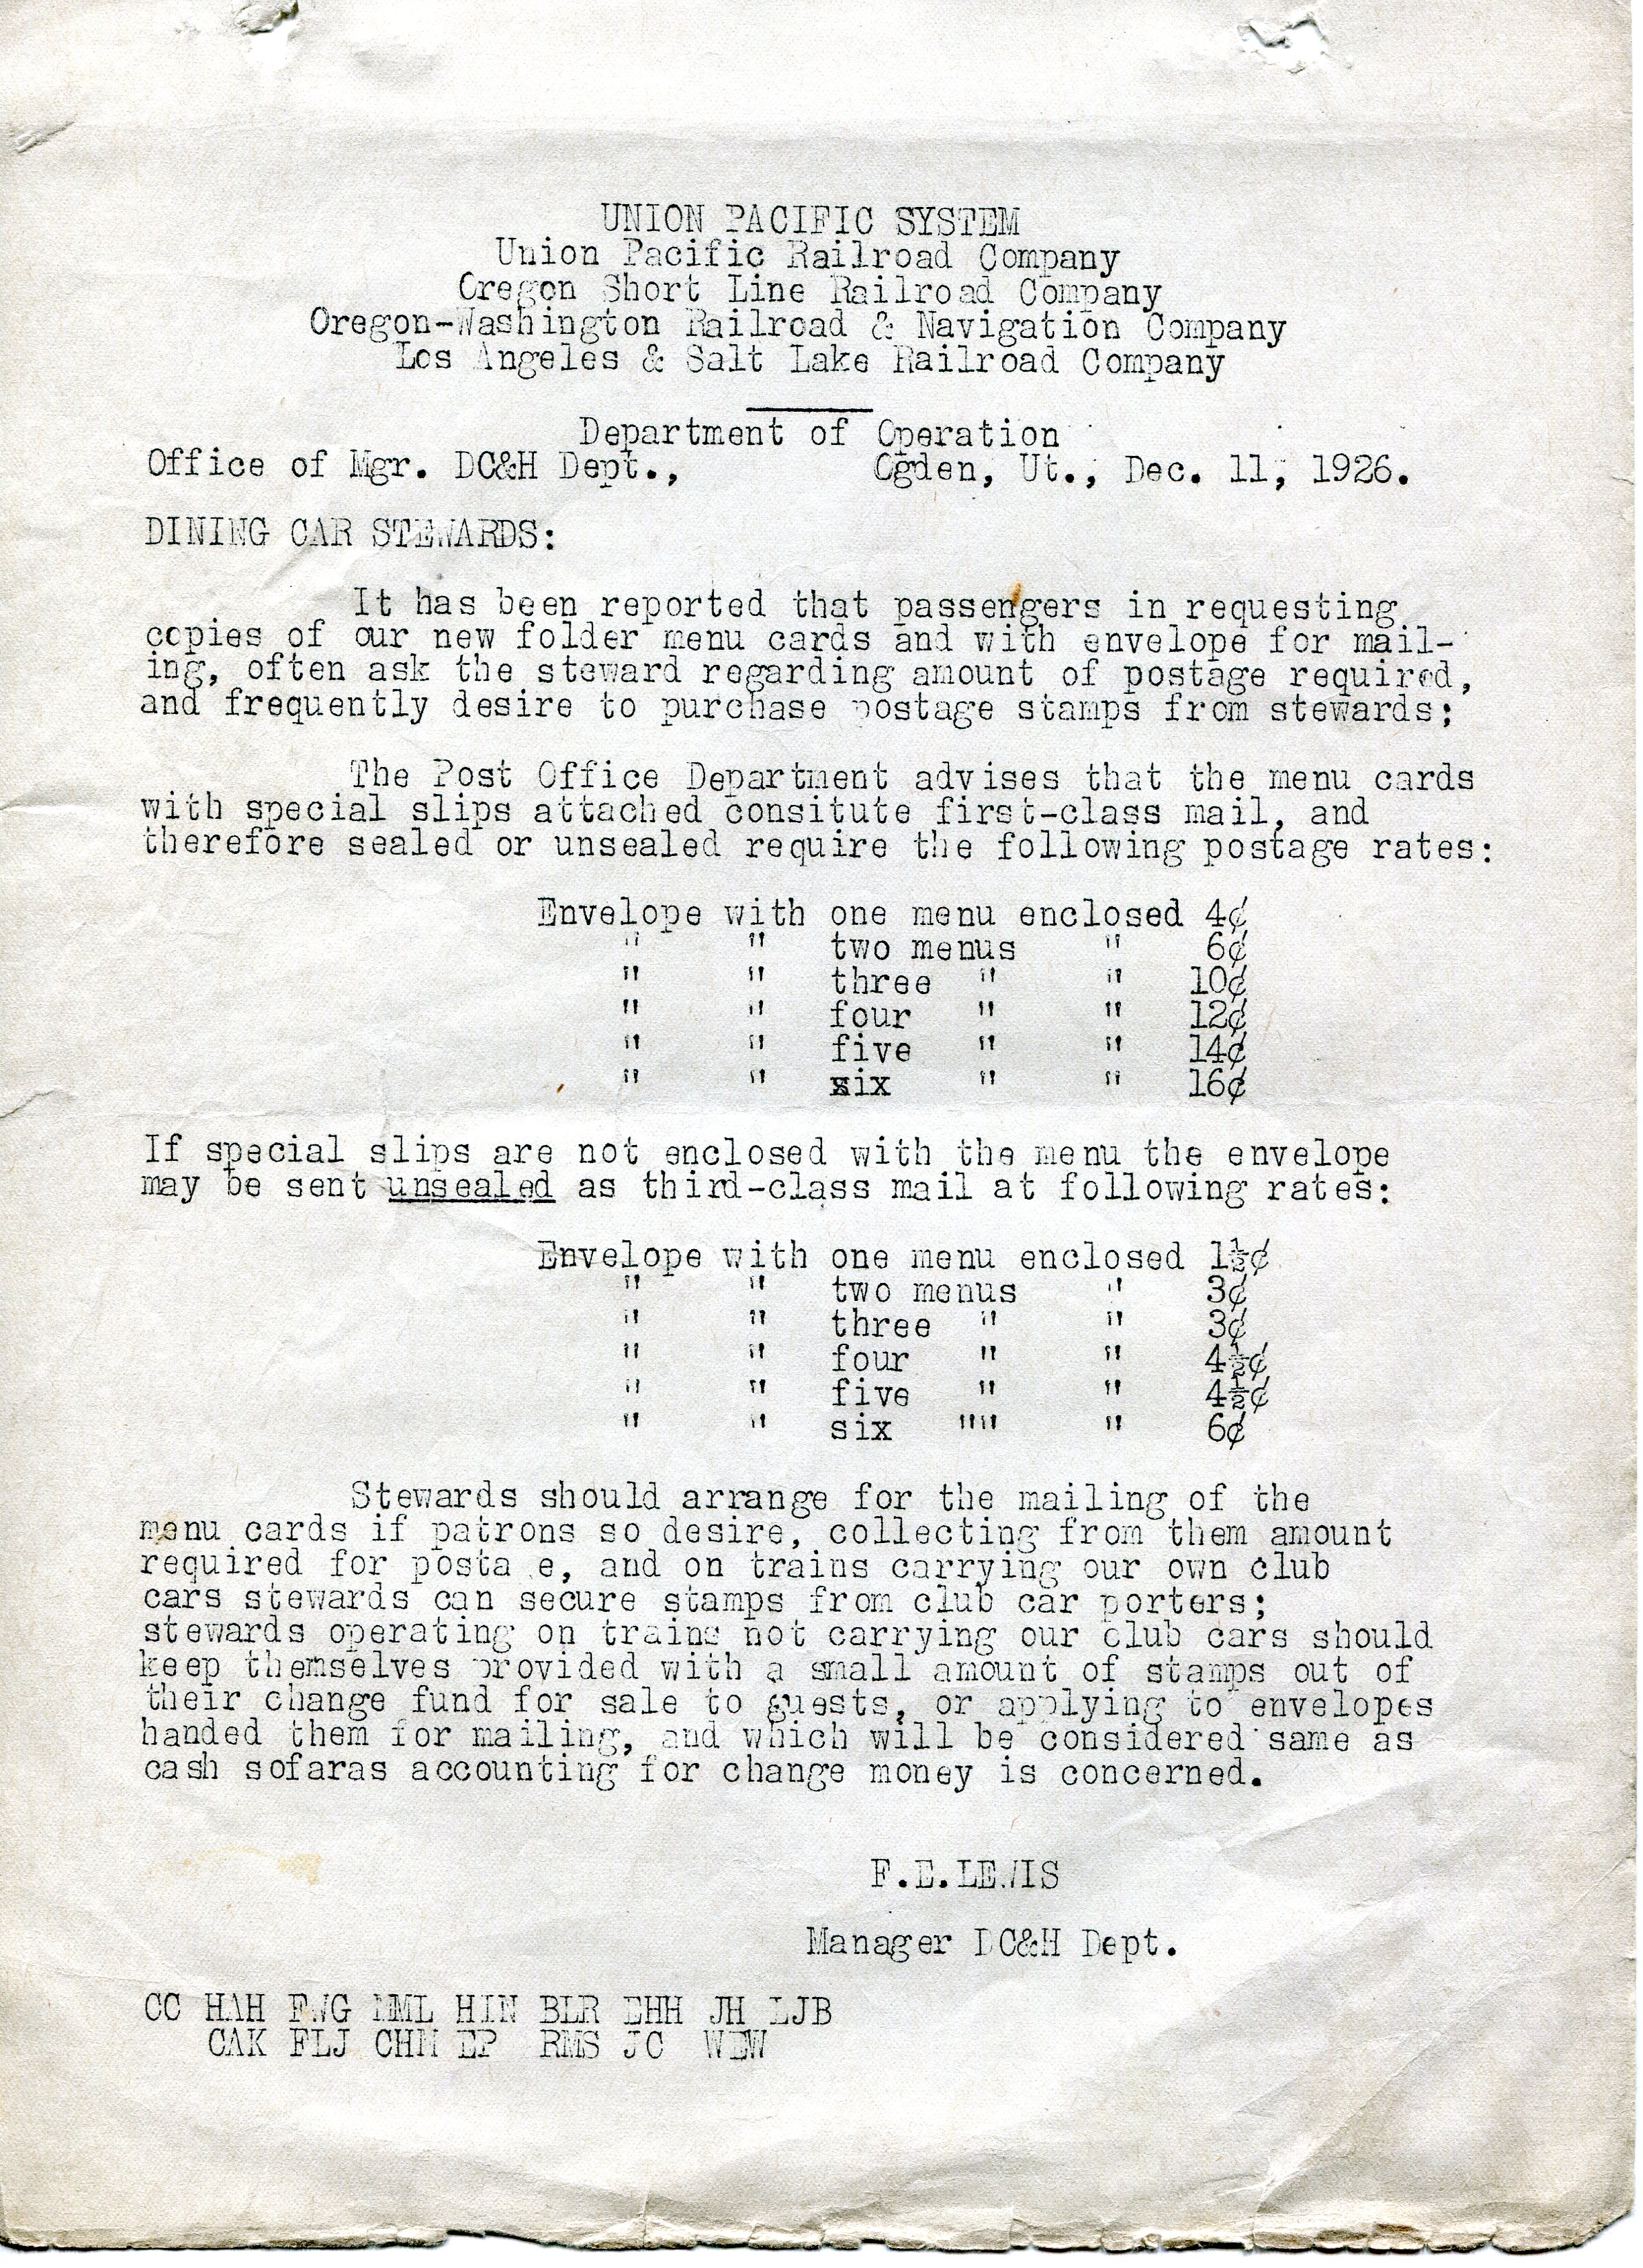 UNION PACIFIC SYSTEM
Union Pacific Railroad Company
Oregon Short Line Railroad Company
Oregon-Washington Railroad & Navigation Company
Los Angeles & Salt Lake Railroad Company
Department of Operation
Office of Mgr. DC&H Dept., Ogden, Ut., Dec. 11, 1926.
DINING CAR STEWARDS:
It has been reported that passengers in requesting
copies of our new folder menu cards and with envelope for mail-
ing, often ask the steward regarding amount of postage required,
and frequently desire to purchase postage stamps from stewards;
The Post Office Department advises that the menu cards
with special slips attached consitute first-class mail, and
therefore sealed or unsealed require the following postage rates:
Envelope with one menu enclosed 4¢
" " two menus " 6¢
" " three " " 10¢
" " four " " 12¢
" " five " " 14¢
" " six " " 16¢
If special slips are not enclosed with the menu the envelope
may be sent unsealed as third-class mail at following rates:
Envelope with one menu enclosed 1½¢
" " two menus " 3¢
" " three " " 3¢
" " four " " 4½¢
" " five " " 4½¢
" " six "" " 6¢
Stewards should arrange for the mailing of the
menu cards if patrons so desire, collecting from them amount
required for posta e, and on trains carrying our own club
cars stewards can secure stamps from club car porters;
stewards operating on trains not carrying our club cars should
keep themselves provided with a small amount of stamps out of
their change fund for sale to guests, or applying to envelopes
handed them for mailing, and which will be considered same as
cash sofaras accounting for change money is concerned.
F.E.LEWIS
Manager DC&H Dept.
CC HAH FWG MML HIN BLR EHH JH LJB
CAK FLJ CHM EP RMS JC WEW